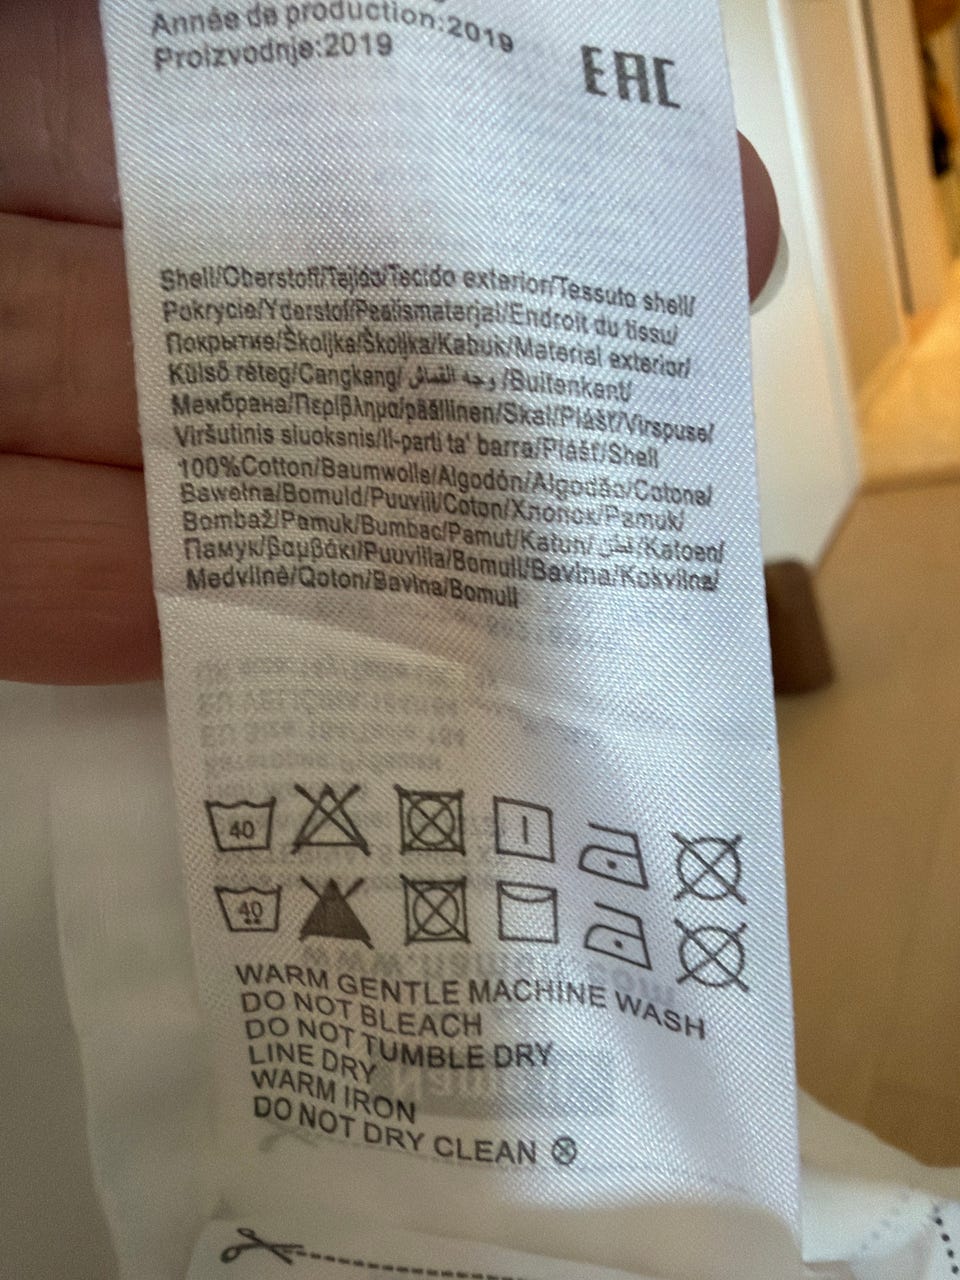 Année de production:2019
Proizvodnje:2019
EAC
Shell/Oberstoff/Tejido/Tecido exterior/Tessuto shell/
Pokrycie/Yderstof/Pealismaterjal/Endroit du tissu/
Покрытие/Školjka/Školjka/Kabuk/Material exterior/
Külső réteg/Cangkang/ وجه القماش /Buitenkant/
Мембрана/Περίβλημα/päällinen/Skal/Plášť/Virspuse/
Viršutinis sluoksnis/Il-parti ta' barra/Plášť/Shell
100%Cotton/Baumwolle/Algodón/Algodão/Cotone/
Bawełna/Bomuld/Puuvill/Coton/Хлопок/Pamuk/
Bombaž/Pamuk/Bumbac/Pamut/Katun/ قطن /Katoen/
Памук/βαμβάκι/Puuvilla/Bomull/Bavlna/Kokvilna/
Medvilnė/Qoton/Bavlna/Bomull
40
40
WARM GENTLE MACHINE WASH
DO NOT BLEACH
DO NOT TUMBLE DRY
LINE DRY
WARM IRON
DO NOT DRY CLEAN